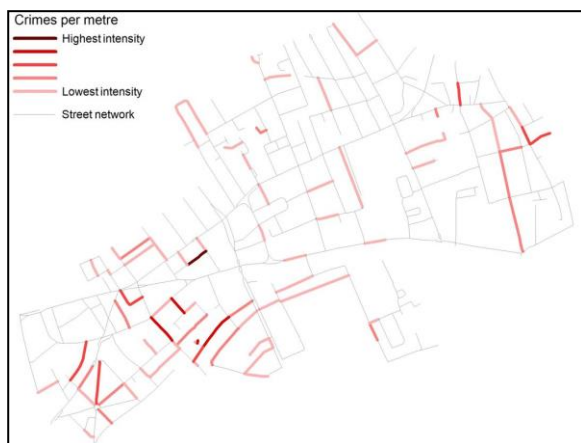 Crimes per metre
Highest intensity
Lowest intensity
Street network